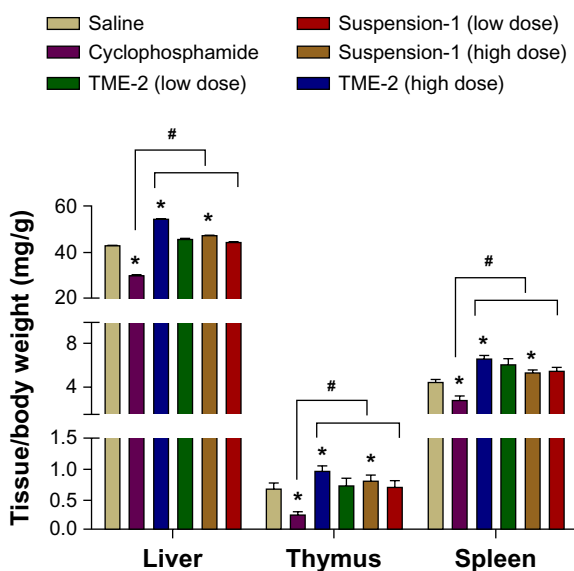 Saline
Suspension-1 (low dose)
Cyclophosphamide
Suspension-1 (high dose)
TME-2 (low dose)
TME-2 (high dose)
Tissue/body weight (mg/g)
#
*
*
*
60
40
20
#
*
*
*
8
4
#
*
*
*
1.5
1.0
0.5
0.0
Liver
Thymus
Spleen